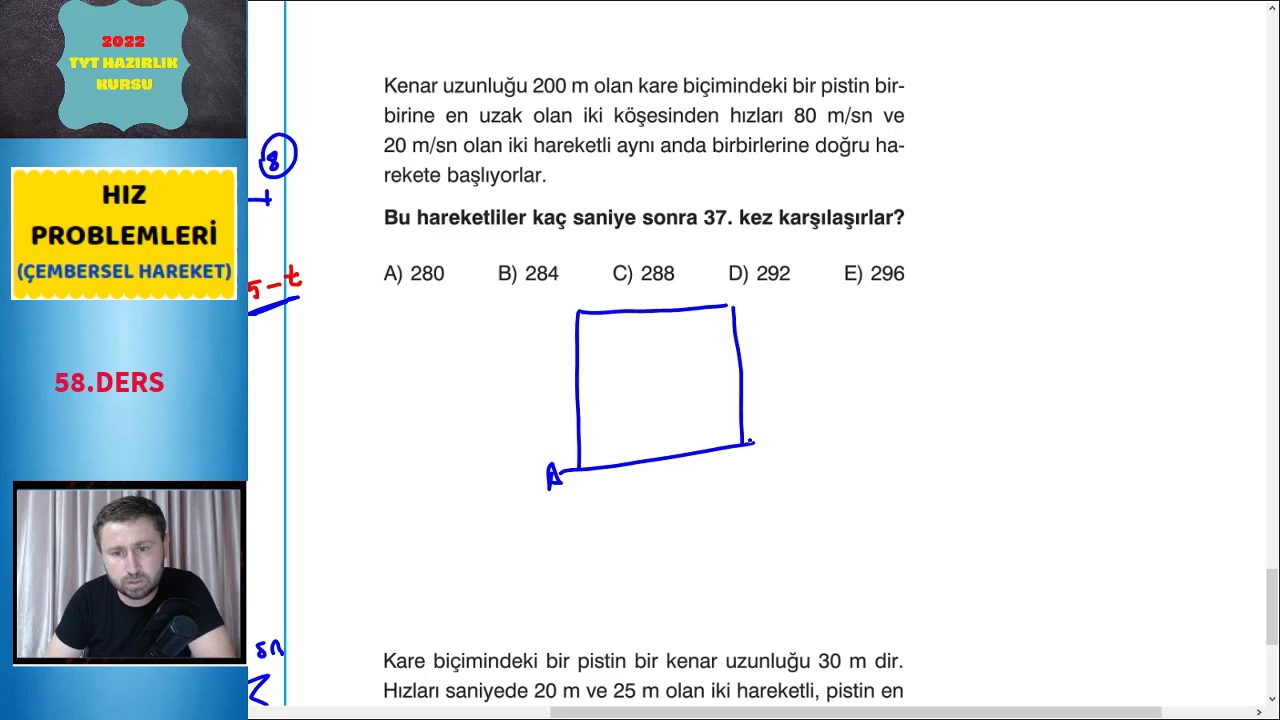 2022
TYT HAZIRLIK
KURSU
HIZ
PROBLEMLERİ
(ÇEMBERSEL HAREKET)
58.DERS
8
5-t
sn
Kenar uzunluğu 200 m olan kare biçimindeki bir pistin bir-
birine en uzak olan iki köşesinden hızları 80 m/sn ve
20 m/sn olan iki hareketli aynı anda birbirlerine doğru ha-
rekete başlıyorlar.
Bu hareketliler kaç saniye sonra 37. kez karşılaşırlar?
A) 280 B) 284 C) 288 D) 292 E) 296
A
Kare biçimindeki bir pistin bir kenar uzunluğu 30 m dir.
Hızları saniyede 20 m ve 25 m olan iki hareketli, pistin en